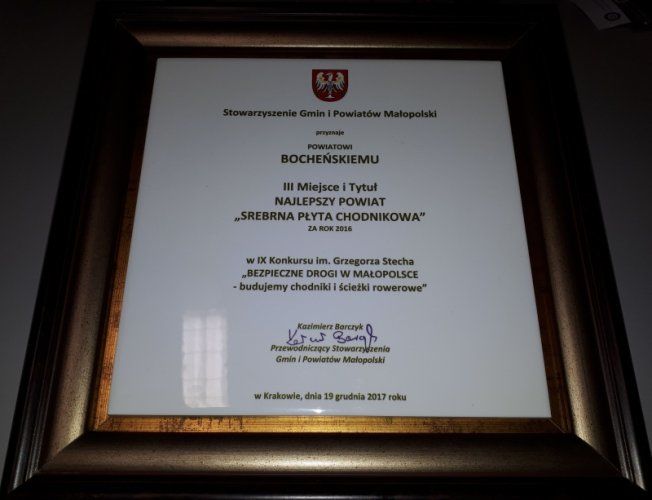 Stowarzyszenie Gmin i Powiatów Małopolski
przyznaje
POWIATOWI
BOCHEŃSKIEMU
III Miejsce i Tytuł
NAJLEPSZY POWIAT
„SREBRNA PŁYTA CHODNIKOWA”
ZA ROK 2016
w IX Konkursu im. Grzegorza Stecha
„BEZPIECZNE DROGI W MAŁOPOLSCE
- budujemy chodniki i ścieżki rowerowe”
Kazimierz Barczyk
Przewodniczący Stowarzyszenia
Gmin i Powiatów Małopolski
w Krakowie, dnia 19 grudnia 2017 roku